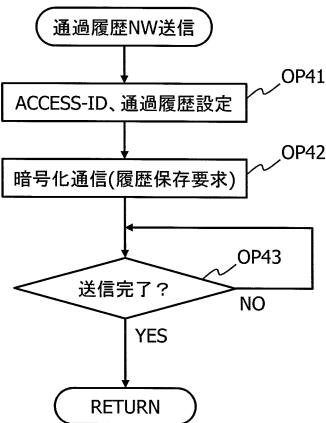 通過履歴NW送信
OP41
ACCESS-ID、通過履歴設定
OP42
暗号化通信(履歴保存要求)
OP43
送信完了？
NO
YES
RETURN